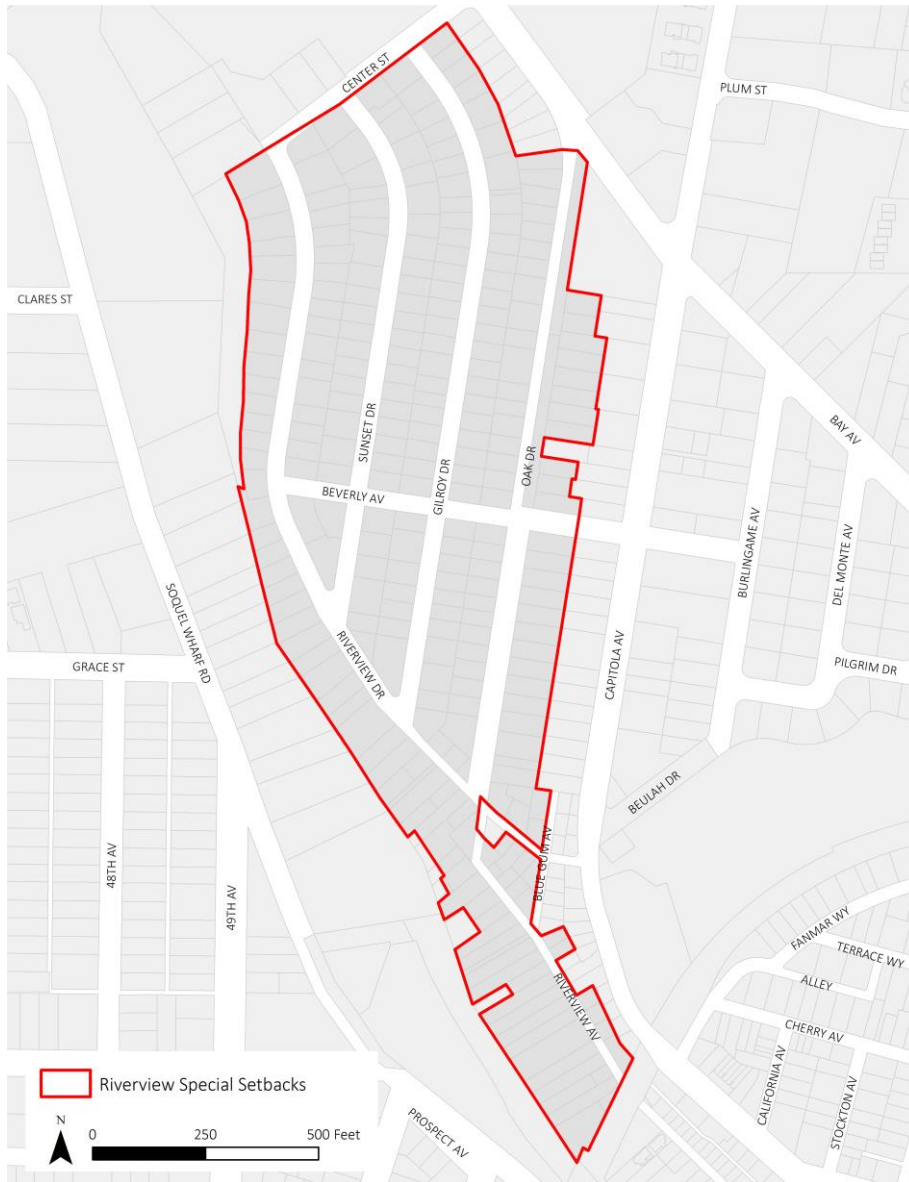 CENTER ST
PLUM ST
CLARES ST
SUNSET DR
GILROY DR
OAK DR
BAY AV
BEVERLY AV
BURLINGAME AV
DEL MONTE AV
SOQUEL WHARF RD
RIVERVIEW DR
CAPITOLA AV
GRACE ST
PILGRIM DR
BEULAH DR
48TH AV
49TH AV
BLUE GUM AV
FANMAR WY
TERRACE WY
ALLEY
RIVERVIEW AV
CHERRY AV
CALIFORNIA AV
STOCKTON AV
PROSPECT AV
Riverview Special Setbacks
N
0 250 500 Feet